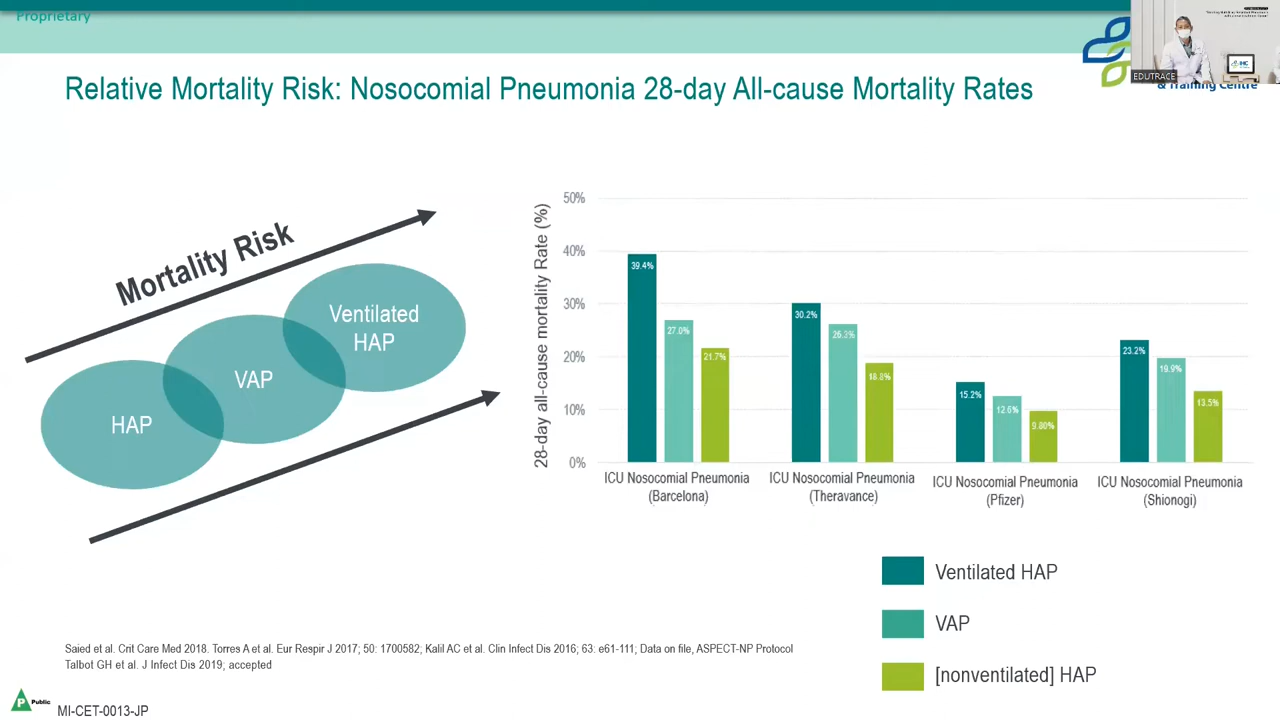 Proprietary
EDUTRACE
& Training Centre
Relative Mortality Risk: Nosocomial Pneumonia 28-day All-cause Mortality Rates
Mortality Risk
HAP
VAP
Ventilated
HAP
28-day all-cause mortality Rate (%)
50%
40%
30%
20%
10%
0%
39.4%
27.0%
21.7%
30.2%
26.3%
18.8%
15.2%
12.6%
9.80%
23.2%
19.9%
13.5%
ICU Nosocomial Pneumonia
(Barcelona)
ICU Nosocomial Pneumonia
(Theravance)
ICU Nosocomial Pneumonia
(Pfizer)
ICU Nosocomial Pneumonia
(Shionogi)
Ventilated HAP
VAP
[nonventilated] HAP
Saied et al. Crit Care Med 2018. Torres A et al. Eur Respir J 2017; 50: 1700582; Kalil AC et al. Clin Infect Dis 2016; 63: e61-111; Data on file, ASPECT-NP Protocol
Talbot GH et al. J Infect Dis 2019; accepted
P
Public
MI-CET-0013-JP